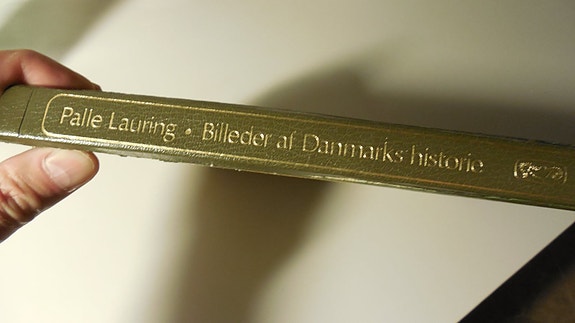 Palle Lauring • Billeder af Danmarks historie